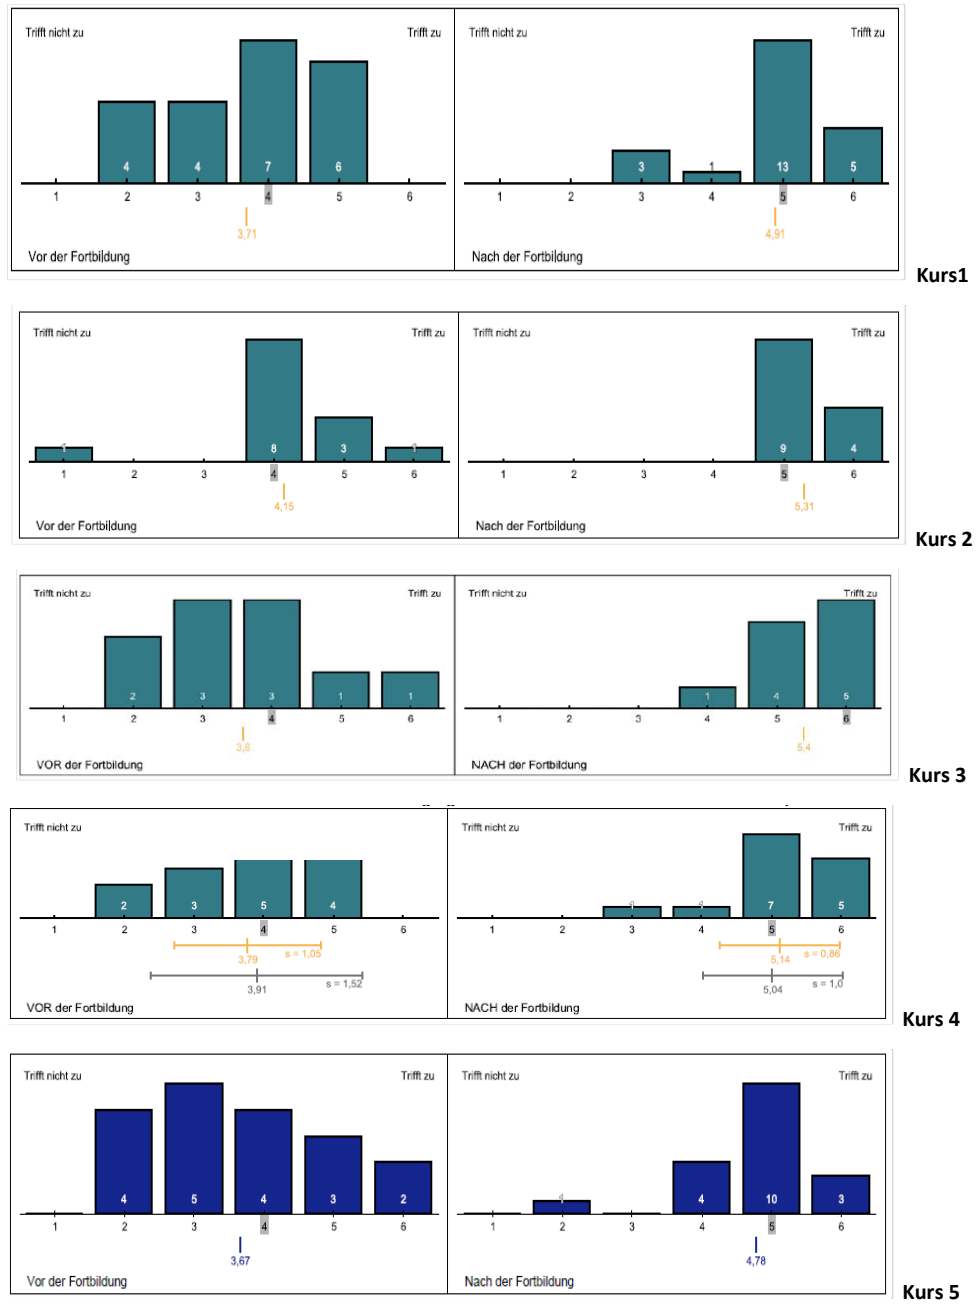 Trifft nicht zu Trifft zu Trifft nicht zu Trifft zu
4 4 7 6 3 1 13 5
1 2 3 4 5 6 1 2 3 4 5 6
3,71 4,91
Vor der Fortbildung Nach der Fortbildung
Kurs1
Trifft nicht zu Trifft zu Trifft nicht zu Trifft zu
1 8 3 1 9 4
1 2 3 4 5 6 1 2 3 4 5 6
4,15 5,31
Vor der Fortbildung Nach der Fortbildung
Kurs 2
Trifft nicht zu Trifft zu Trifft nicht zu Trifft zu
2 3 3 1 1 1 4 5
1 2 3 4 5 6 1 2 3 4 5 6
3,6 5,4
VOR der Fortbildung NACH der Fortbildung
Kurs 3
Trifft nicht zu Trifft zu Trifft nicht zu Trifft zu
2 3 5 4 1 1 7 5
1 2 3 4 5 6 1 2 3 4 5 6
3,79 s = 1,05 5,14 s = 0,86
3,91 s = 1,52 5,04 s = 1,0
VOR der Fortbildung NACH der Fortbildung
Kurs 4
Trifft nicht zu Trifft zu Trifft nicht zu Trifft zu
4 5 4 3 2 1 4 10 3
1 2 3 4 5 6 1 2 3 4 5 6
3,67 4,78
Vor der Fortbildung Nach der Fortbildung
Kurs 5